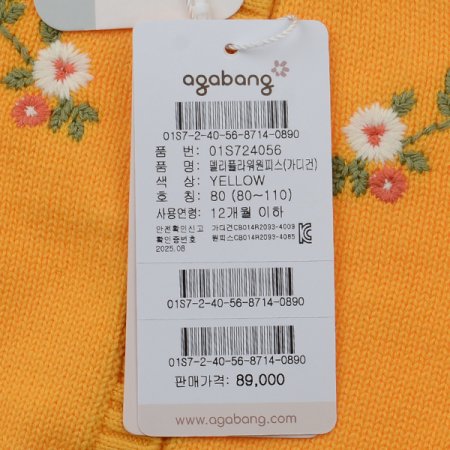 agabang
01S7-2-40-56-8714-0890
품 번: 01S724056
품 명: 멜리플라워원피스(가디건)
색 상: YELLOW
호 칭: 80 (80~110)
사용연령: 12개월 이하
안전확인신고 가디건CB014R2093-4009
확인증번호 원피스CB014R2093-4085
2025.06
01S7-2-40-56-8714-0890
01S7-2-40-56-8714-0890
판매가격: 89,000
www.agabang.com